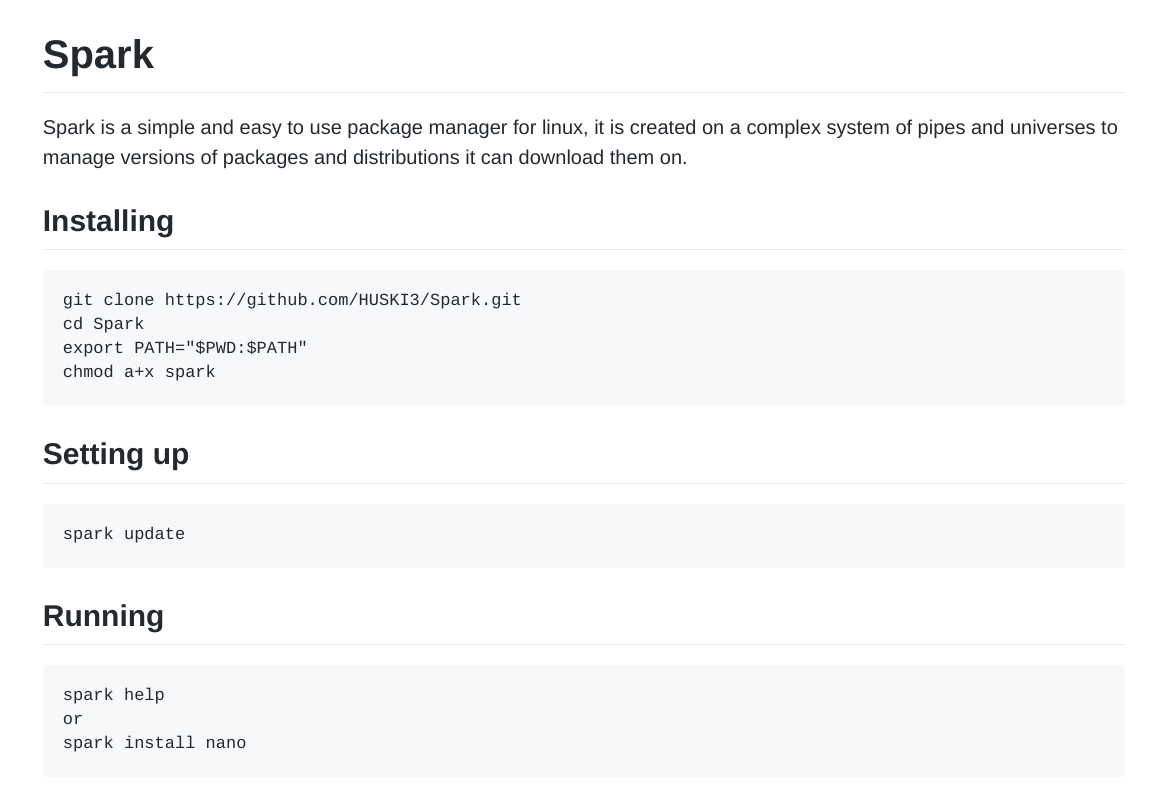 Spark
Spark is a simple and easy to use package manager for linux, it is created on a complex system of pipes and universes to
manage versions of packages and distributions it can download them on.
Installing
git clone https://github.com/HUSKI3/Spark.git
cd Spark
export PATH="$PWD:$PATH"
chmod a+x spark
Setting up
spark update
Running
spark help
or
spark install nano